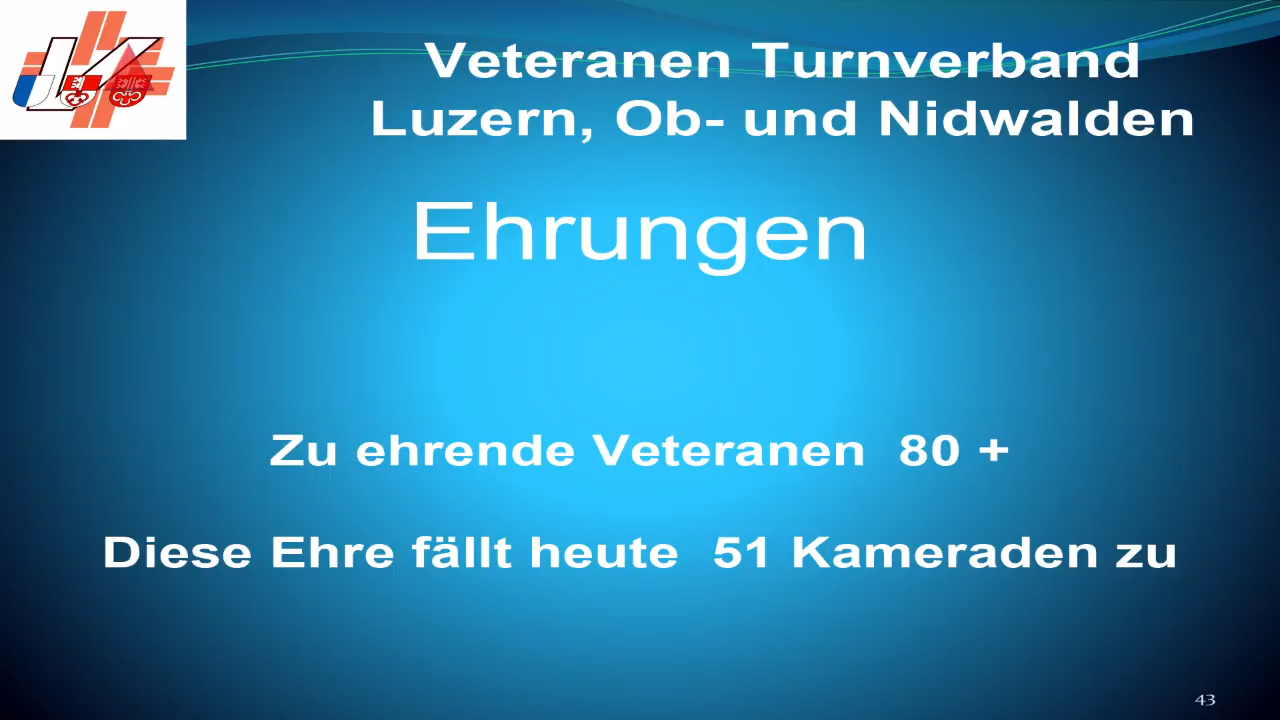 Veteranen Turnverband
Luzern, Ob- und Nidwalden
Ehrungen
Zu ehrende Veteranen  80 +
Diese Ehre fällt heute  51 Kameraden zu
43